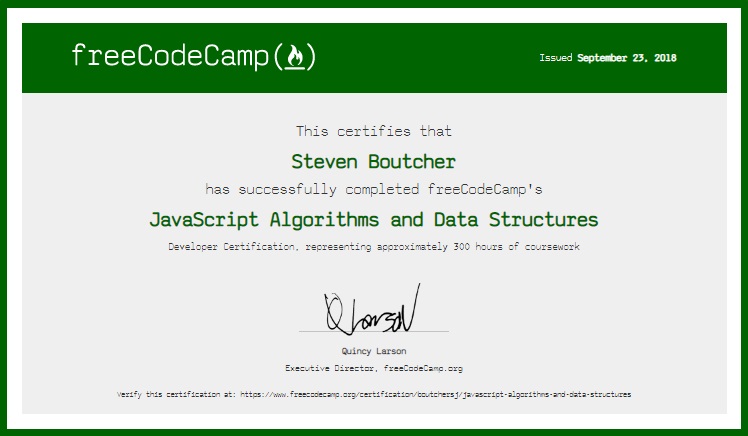 freeCodeCamp(🔥)
Issued September 23, 2018
This certifies that
Steven Boutcher
has successfully completed freeCodeCamp's
JavaScript Algorithms and Data Structures
Developer Certification, representing approximately 300 hours of coursework
Q Larson
Quincy Larson
Executive Director, freeCodeCamp.org
Verify this certification at: https://www.freecodecamp.org/certification/boutchersj/javascript-algorithms-and-data-structures